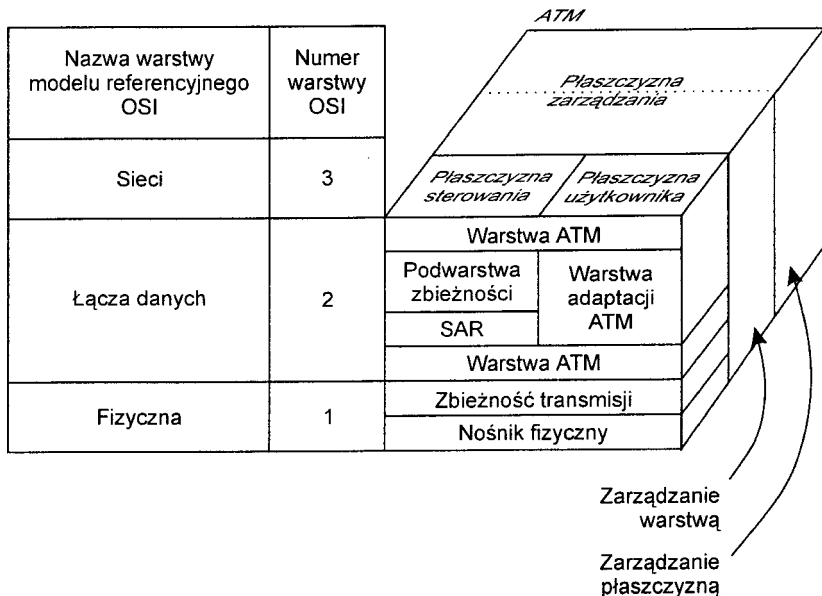 ATM
Nazwa warstwy
modelu referencyjnego
OSI
Numer
warstwy
OSI
Płaszczyzna
zarządzania
Sieci
3
Płaszczyzna
sterowania
Płaszczyzna
użytkownika
Łącza danych
2
Warstwa ATM
Podwarstwa
zbieżności
Warstwa
adaptacji
ATM
SAR
Warstwa ATM
Fizyczna
1
Zbieżność transmisji
Nośnik fizyczny
Zarządzanie
warstwą
Zarządzanie
płaszczyzną